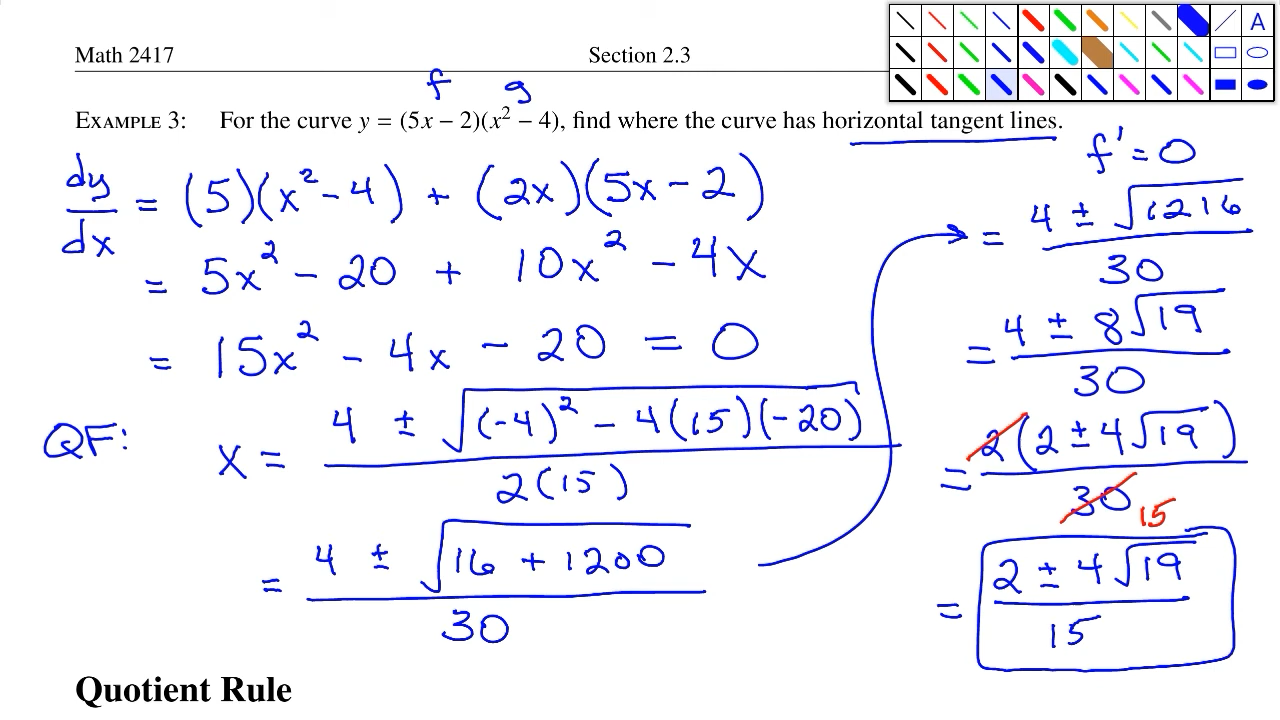 Math 2417
Section 2.3
A
f g
EXAMPLE 3: For the curve y = (5x − 2)(x² − 4), find where the curve has horizontal tangent lines.
f' = 0
dy/dx = (5)(x² - 4) + (2x)(5x - 2)
= 5x² - 20 + 10x² - 4x
= 15x² - 4x - 20 = 0
QF: x = (4 ± √((-4)² - 4(15)(-20))) / 2(15)
= (4 ± √(16 + 1200)) / 30
= (4 ± √1216) / 30
= (4 ± 8√19) / 30
= 2(2 ± 4√19) / 30 15
= (2 ± 4√19) / 15
Quotient Rule